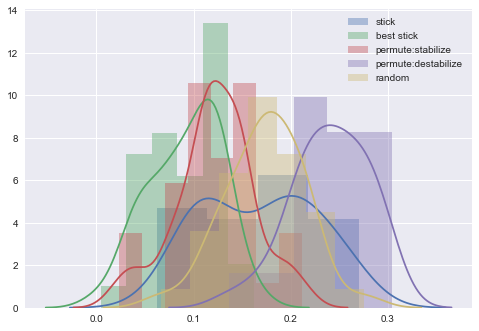 14
12
10
8
6
4
2
0
0.0 0.1 0.2 0.3
stick
best stick
permute:stabilize
permute:destabilize
random